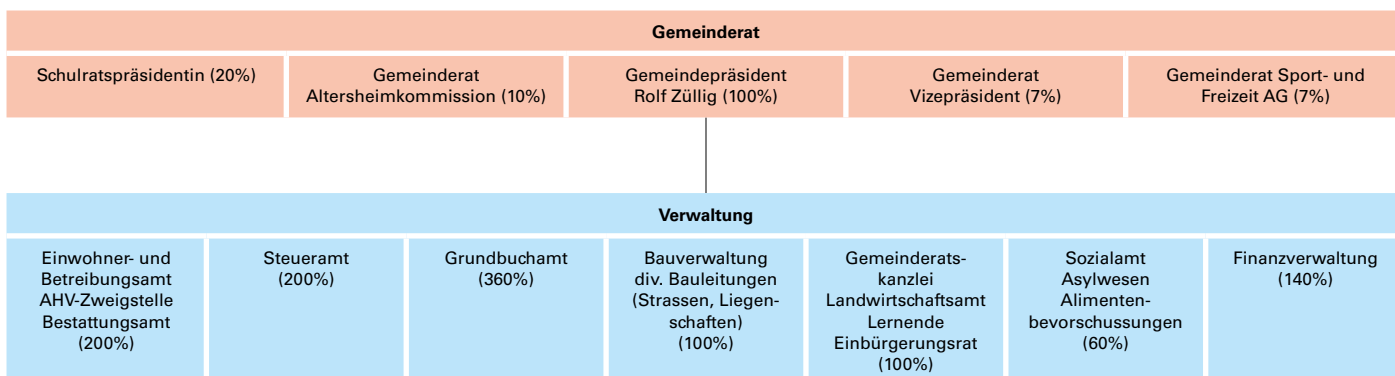 Gemeinderat
Schulratspräsidentin (20%)
Gemeinderat
Altersheimkommission (10%)
Gemeindepräsident
Rolf Züllig (100%)
Gemeinderat
Vizepräsident (7%)
Gemeinderat Sport- und
Freizeit AG (7%)
Verwaltung
Einwohner- und
Betreibungsamt
AHV-Zweigstelle
Bestattungsamt
(200%)
Steueramt
(200%)
Grundbuchamt
(360%)
Bauverwaltung
div. Bauleitungen
(Strassen, Liegen-
schaften)
(100%)
Gemeinderats-
kanzlei
Landwirtschaftsamt
Lernende
Einbürgerungsrat
(100%)
Sozialamt
Asylwesen
Alimenten-
bevorschussungen
(60%)
Finanzverwaltung
(140%)